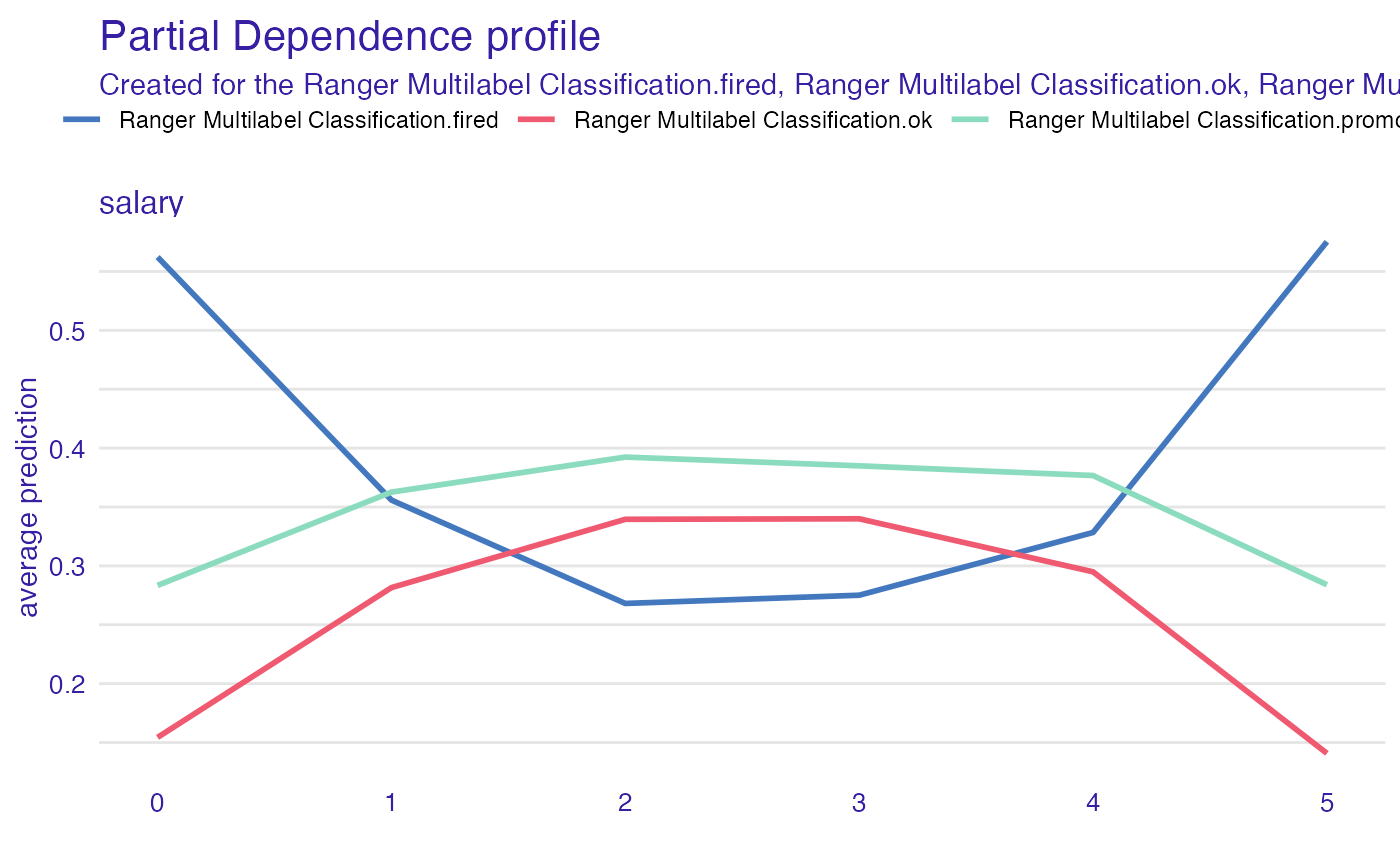 Partial Dependence profile
Created for the Ranger Multilabel Classification.fired, Ranger Multilabel Classification.ok, Ranger Mu
Ranger Multilabel Classification.fired Ranger Multilabel Classification.ok Ranger Multilabel Classification.promo
salary
0.5
0.4
0.3
0.2
average prediction
0 1 2 3 4 5